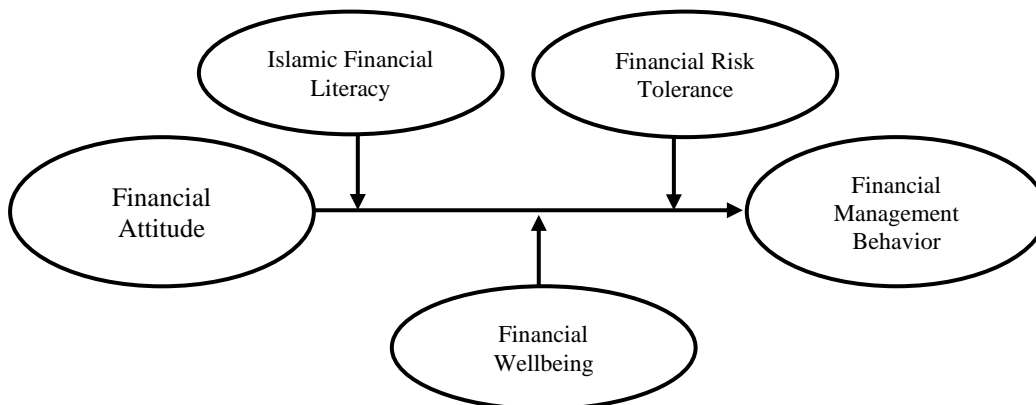 Islamic Financial
Literacy
Financial Risk
Tolerance
Financial
Attitude
Financial
Management
Behavior
Financial
Wellbeing